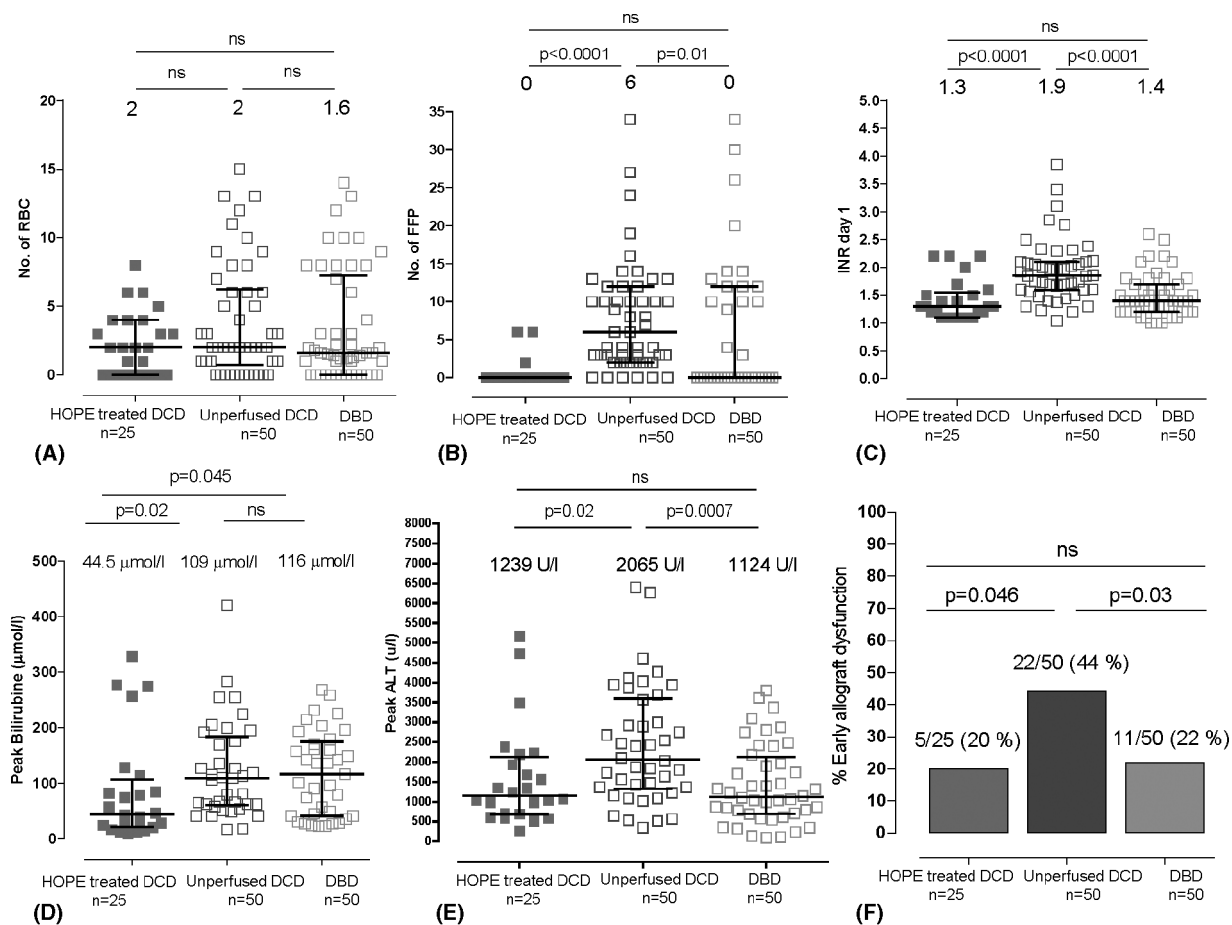 ns
ns ns
2 2 1.6
20
15
10
5
0
No. of RBC
HOPE treated DCD Unperfused DCD DBD
n=25 n=50 n=50
(A)
ns
p<0.0001 p=0.01
0 6 0
35
30
25
20
15
10
5
0
No. of FFP
HOPE treated DCD Unperfused DCD DBD
n=25 n=50 n=50
(B)
ns
p<0.0001 p<0.0001
1.3 1.9 1.4
5.0
4.5
4.0
3.5
3.0
2.5
2.0
1.5
1.0
0.5
0.0
INR day 1
HOPE treated DCD Unperfused DCD DBD
n=25 n=50 n=50
(C)
p=0.045
p=0.02 ns
44.5 μmol/l 109 μmol/l 116 μmol/l
500
400
300
200
100
0
Peak Bilirubine (μmol/l)
HOPE treated DCD Unperfused DCD DBD
n=25 n=50 n=50
(D)
ns
p=0.02 p=0.0007
1239 U/l 2065 U/l 1124 U/l
8000
7500
7000
6500
6000
5500
5000
4500
4000
3500
3000
2500
2000
1500
1000
500
0
Peak ALT (u/l)
HOPE treated DCD Unperfused DCD DBD
n=25 n=50 n=50
(E)
ns
p=0.046 p=0.03
22/50 (44 %)
5/25 (20 %) 11/50 (22 %)
100
90
80
70
60
50
40
30
20
10
0
% Early allograft dysfunction
HOPE treated DCD Unperfused DCD DBD
n=25 n=50 n=50
(F)